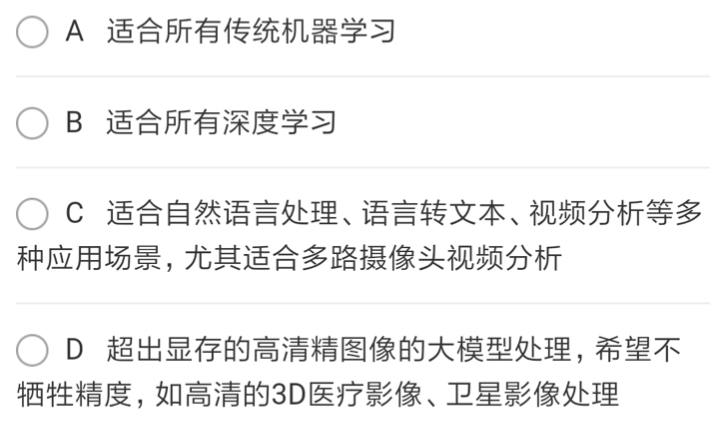 A 适合所有传统机器学习
B 适合所有深度学习
C 适合自然语言处理、语言转文本、视频分析等多
种应用场景，尤其适合多路摄像头视频分析
D 超出显存的高清精图像的大模型处理，希望不
牺牲精度，如高清的3D医疗影像、卫星影像处理